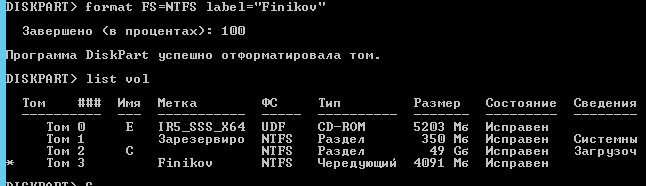 DISKPART> format FS=NTFS label="Finikov"
Завершено (в процентах): 100
Программа DiskPart успешно отформатировала том.
DISKPART> list vol
Том ### Имя Метка ФС Тип Размер Состояние Сведения
---------- --- ----------- ----- ---------- ------- --------- --------
Том 0 E IR5_SSS_X64 UDF CD-ROM 5203 Мб Исправен
Том 1 Зарезервиро NTFS Раздел 350 Мб Исправен Системны
Том 2 C NTFS Раздел 49 Gб Исправен Загрузоч
* Том 3 Finikov NTFS Чередующий 4091 Мб Исправен